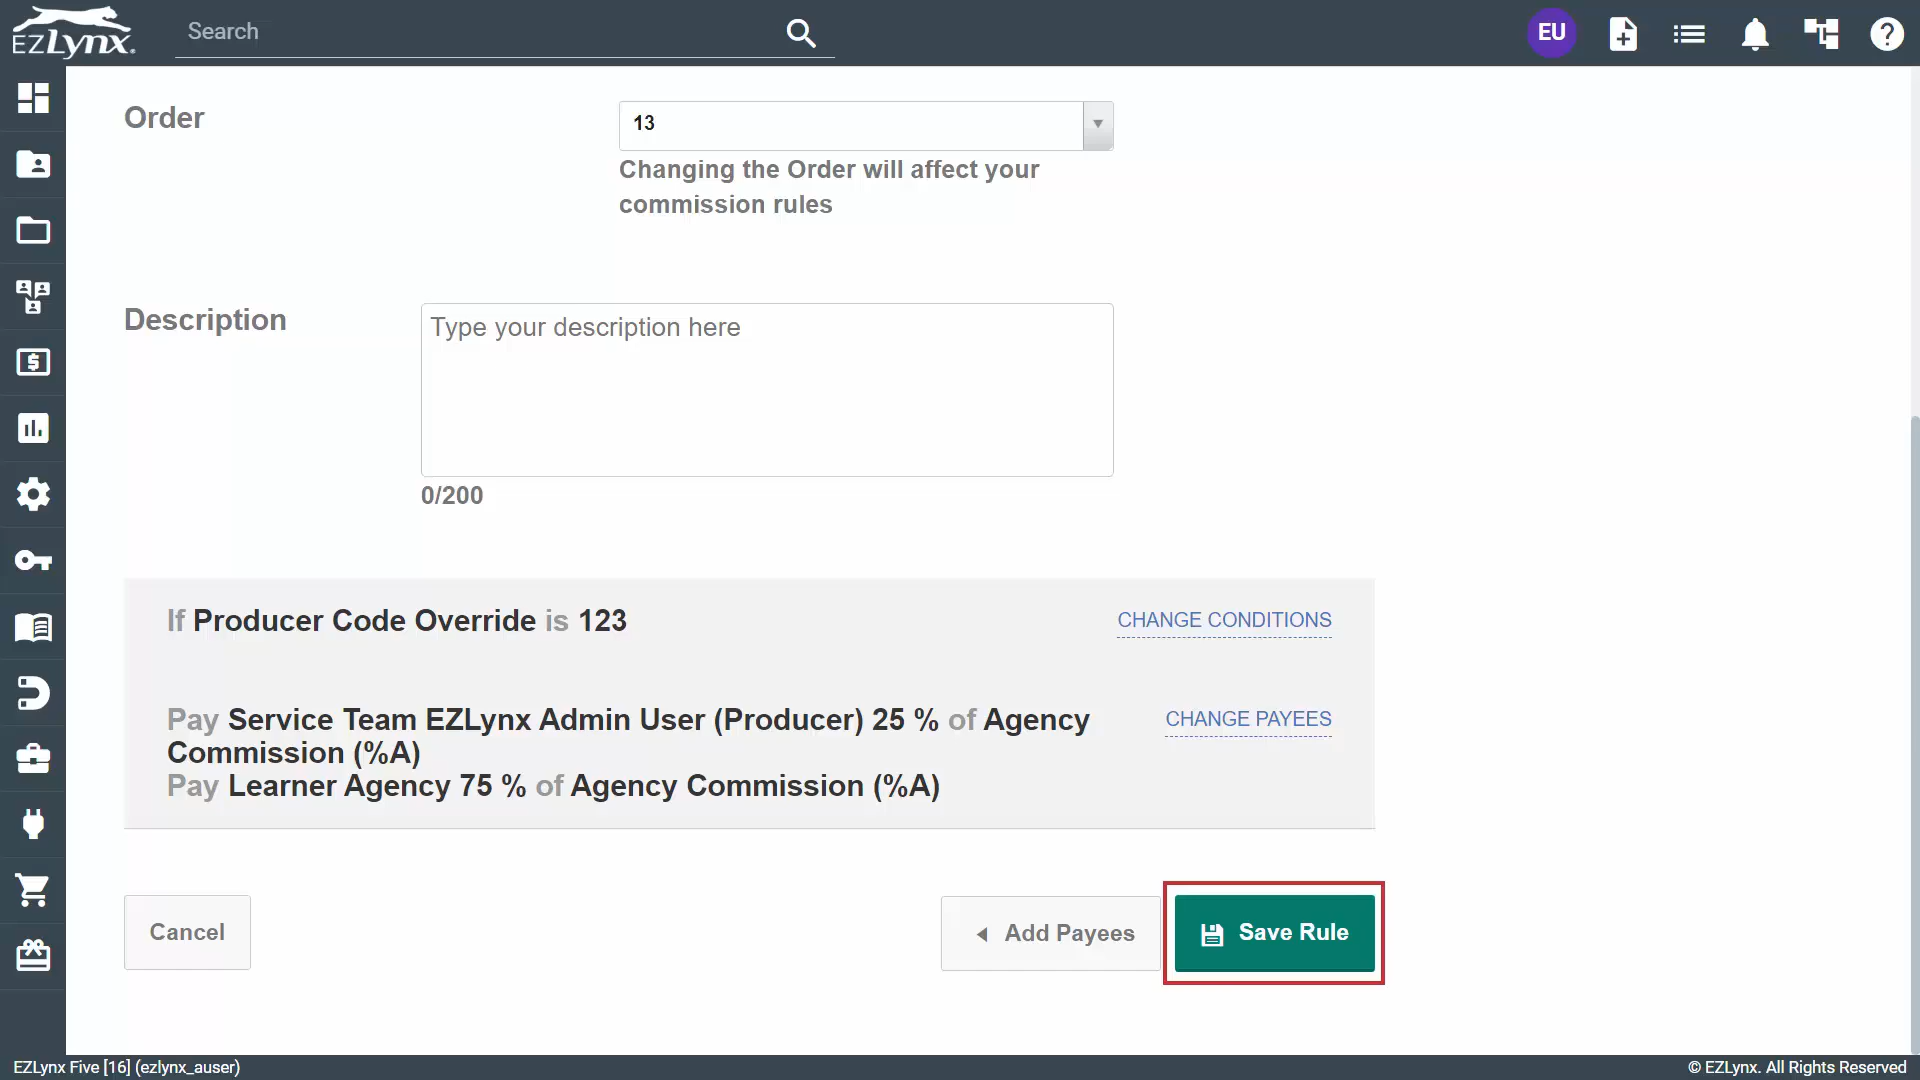 EZLynx.
Search
EU
Order
13
Changing the Order will affect your
commission rules
Description
Type your description here
0/200
If Producer Code Override is 123
CHANGE CONDITIONS
Pay Service Team EZLynx Admin User (Producer) 25 % of Agency
Commission (%A)
CHANGE PAYEES
Pay Learner Agency 75 % of Agency Commission (%A)
Cancel
Add Payees
Save Rule
EZLynx Five [16] (ezlynx_auser)
© EZLynx. All Rights Reserved